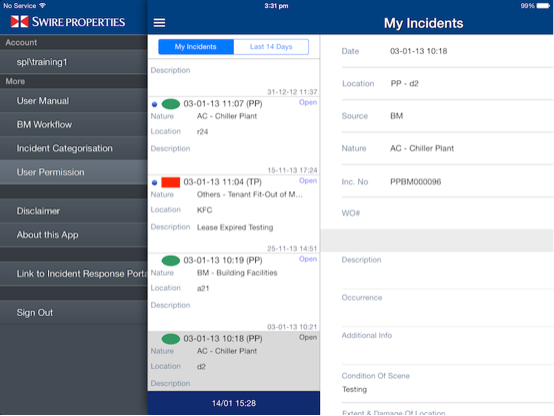 No Service
3:31 pm
99%
SWIRE PROPERTIES
Account
spl\training1
More
User Manual
BM Workflow
Incident Categorisation
User Permission
Disclaimer
About this App
Link to Incident Response Porta
Sign Out
My Incidents
Last 14 Days
Description
31-12-12 11:37
03-01-13 11:07 (PP)
Open
Nature AC - Chiller Plant
Location r24
Description
15-11-13 17:24
03-01-13 11:04 (TP)
Open
Nature Others - Tenant Fit-Out of M...
Location KFC
Description Lease Expired Testing
25-11-13 14:51
03-01-13 10:19 (PP)
Open
Nature BM - Building Facilities
Location a21
Description
03-01-13 10:21
03-01-13 10:18 (PP)
Open
Nature AC - Chiller Plant
Location d2
Description
14/01 15:28
My Incidents
Date 03-01-13 10:18
Location PP - d2
Source BM
Nature AC - Chiller Plant
Inc. No PPBM000096
WO#
Description
Occurrence
Additional Info
Condition Of Scene
Testing
Extent & Damage Of Location